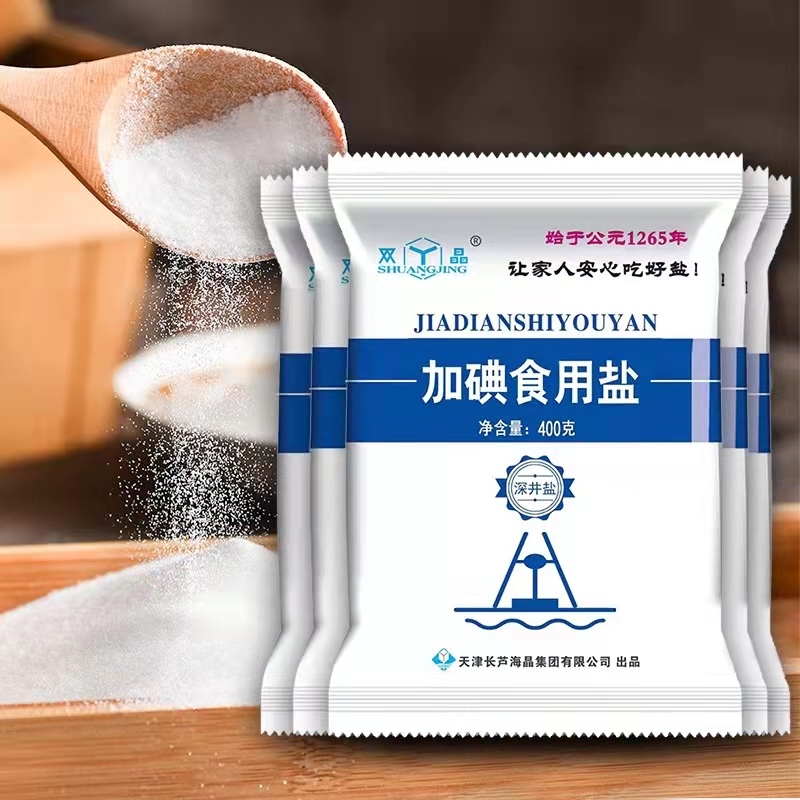 双晶®
SHUANGJING
始于公元1265年
让家人安心吃好盐!
JIADIANSHIYOUYAN
加碘食用盐
净含量:400克
深井盐
天津长芦海晶集团有限公司 出品